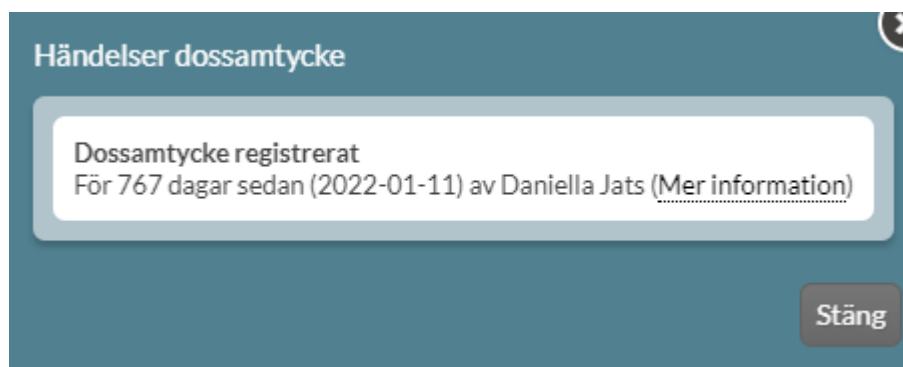 Händelser dossamtycke
Dossamtycke registrerat
För 767 dagar sedan (2022-01-11) av Daniella Jats (Mer information)
Stäng